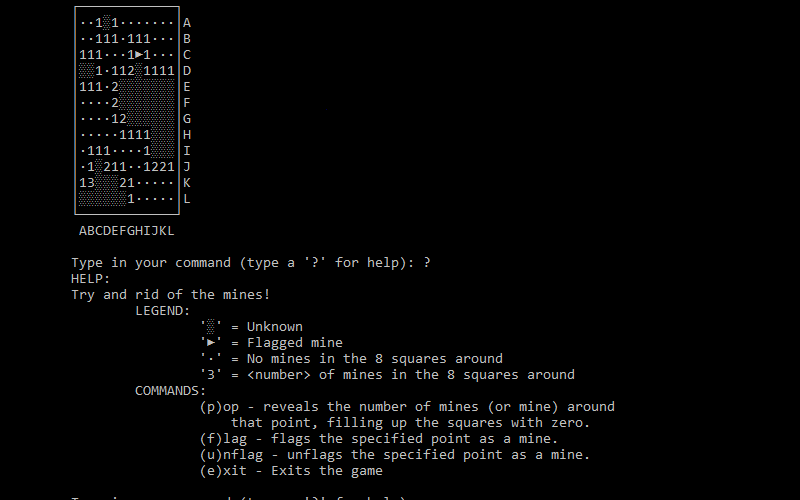 ··1▒1·······A
··111·111···B
111···1►1···C
▒▒1·112▒1111D
111·2▒▒▒▒▒▒▒E
····2▒▒▒▒▒▒▒F
····12▒▒▒▒▒▒G
·····1111▒▒▒H
·111····1▒▒▒I
·1▒211··1221J
13▒▒▒21·····K
▒▒▒▒▒▒1·····L
ABCDEFGHIJKL
Type in your command (type a '?' for help): ?
HELP:
Try and rid of the mines!
LEGEND:
'▒' = Unknown
'►' = Flagged mine
'·' = No mines in the 8 squares around
'3' = <number> of mines in the 8 squares around
COMMANDS:
(p)op - reveals the number of mines (or mine) around
that point, filling up the squares with zero.
(f)lag - flags the specified point as a mine.
(u)nflag - unflags the specified point as a mine.
(e)xit - Exits the game